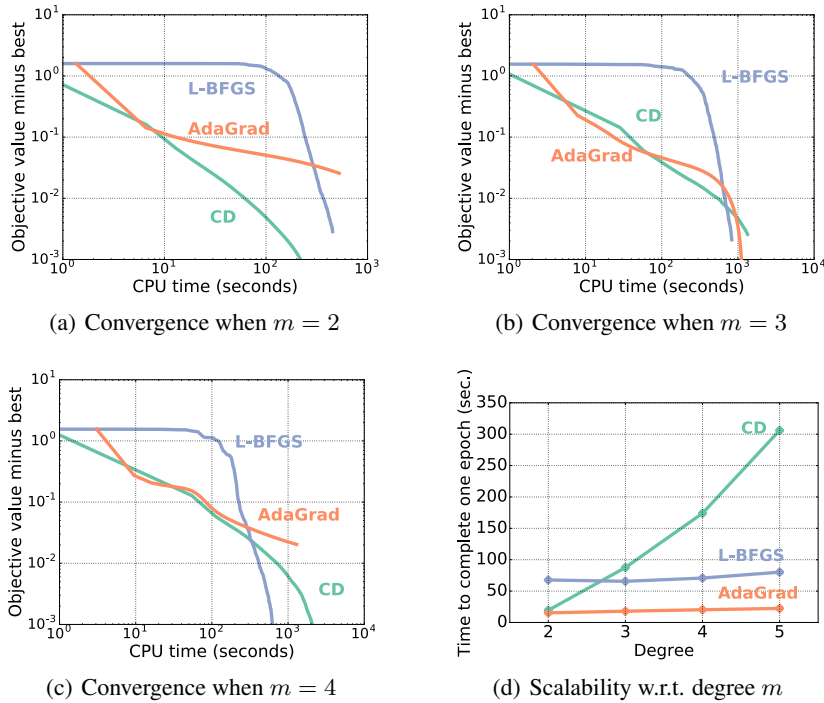 Objective value minus best
10^1
10^0
10^-1
10^-2
10^-3
L-BFGS
AdaGrad
CD
10^0 10^1 10^2 10^3
CPU time (seconds)
(a) Convergence when m = 2
Objective value minus best
10^1
10^0
10^-1
10^-2
10^-3
L-BFGS
CD
AdaGrad
10^0 10^1 10^2 10^3 10^4
CPU time (seconds)
(b) Convergence when m = 3
Objective value minus best
10^1
10^0
10^-1
10^-2
10^-3
L-BFGS
AdaGrad
CD
10^0 10^1 10^2 10^3 10^4
CPU time (seconds)
(c) Convergence when m = 4
Time to complete one epoch (sec.)
350
300
250
200
150
100
50
0
CD
L-BFGS
AdaGrad
2 3 4 5
Degree
(d) Scalability w.r.t. degree m